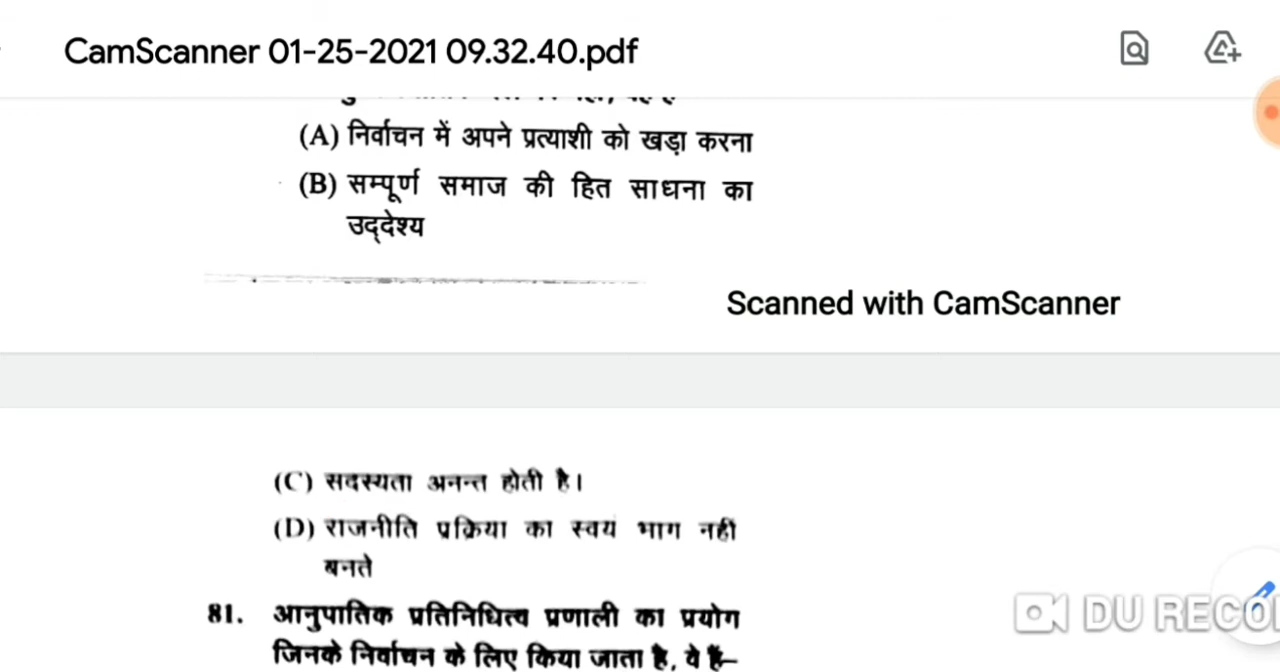 CamScanner 01-25-2021 09.32.40.pdf
(A) निर्वाचन में अपने प्रत्याशी को खड़ा करना
(B) सम्पूर्ण समाज की हित साधना का
उद्देश्य
Scanned with CamScanner
(C) सदस्यता अनन्त होती है।
(D) राजनीति प्रक्रिया का स्वयं भाग नहीं
बनते
81. आनुपातिक प्रतिनिधित्व प्रणाली का प्रयोग
जिनके निर्वाचन के लिए किया जाता है, वे हैं–
DU RECO